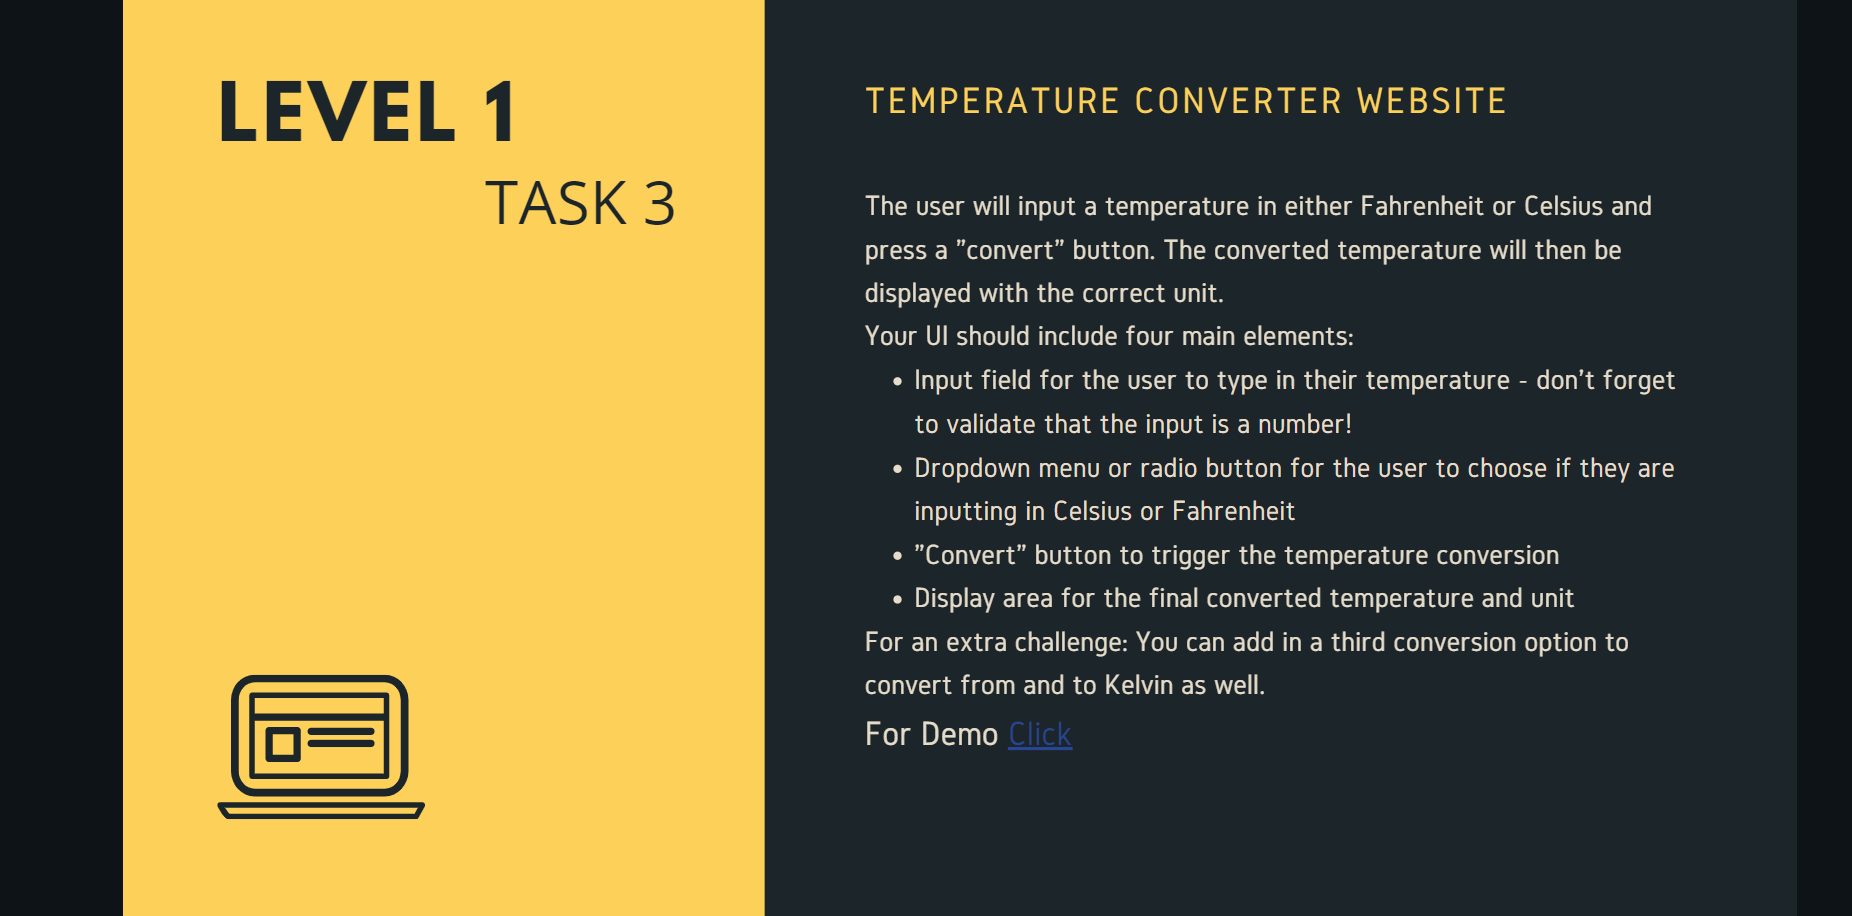 LEVEL 1
TASK 3
TEMPERATURE CONVERTER WEBSITE
The user will input a temperature in either Fahrenheit or Celsius and
press a ”convert” button. The converted temperature will then be
displayed with the correct unit.
Your UI should include four main elements:
• Input field for the user to type in their temperature - don’t forget
to validate that the input is a number!
• Dropdown menu or radio button for the user to choose if they are
inputting in Celsius or Fahrenheit
• ”Convert” button to trigger the temperature conversion
• Display area for the final converted temperature and unit
For an extra challenge: You can add in a third conversion option to
convert from and to Kelvin as well.
For Demo Click